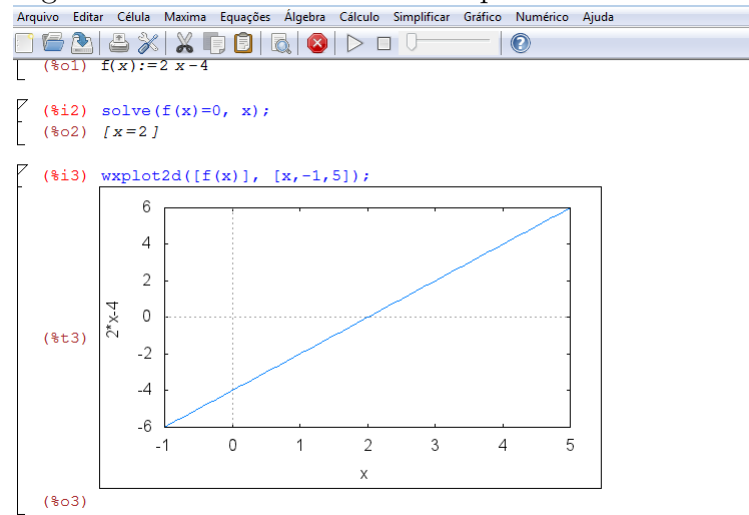 Arquivo Editar Célula Maxima Equações Álgebra Cálculo Simplificar Gráfico Numérico Ajuda
(%o1) f(x):=2 x-4
(%i2) solve(f(x)=0, x);
(%o2) [x=2]
(%i3) wxplot2d([f(x)], [x,-1,5]);
6
4
2
0
-2
-4
-6
2*x-4
(%t3)
-1 0 1 2 3 4 5
x
(%o3)